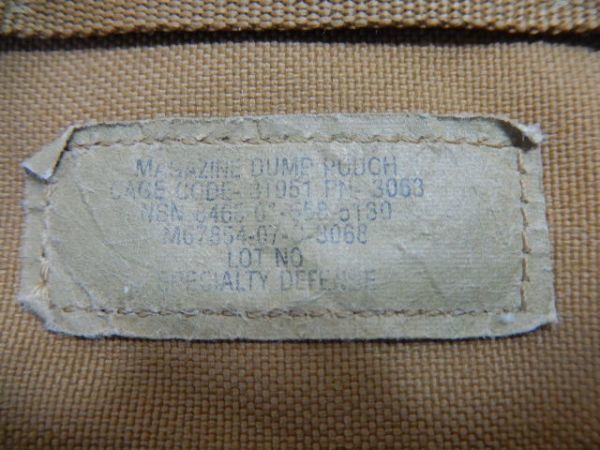 MAGAZINE DUMP POUCH
CAGE CODE- 31961 PN- 3063
NSN 8465-01-558-5130
M67854-07- -3068
LOT NO
SPECIALTY DEFENSE